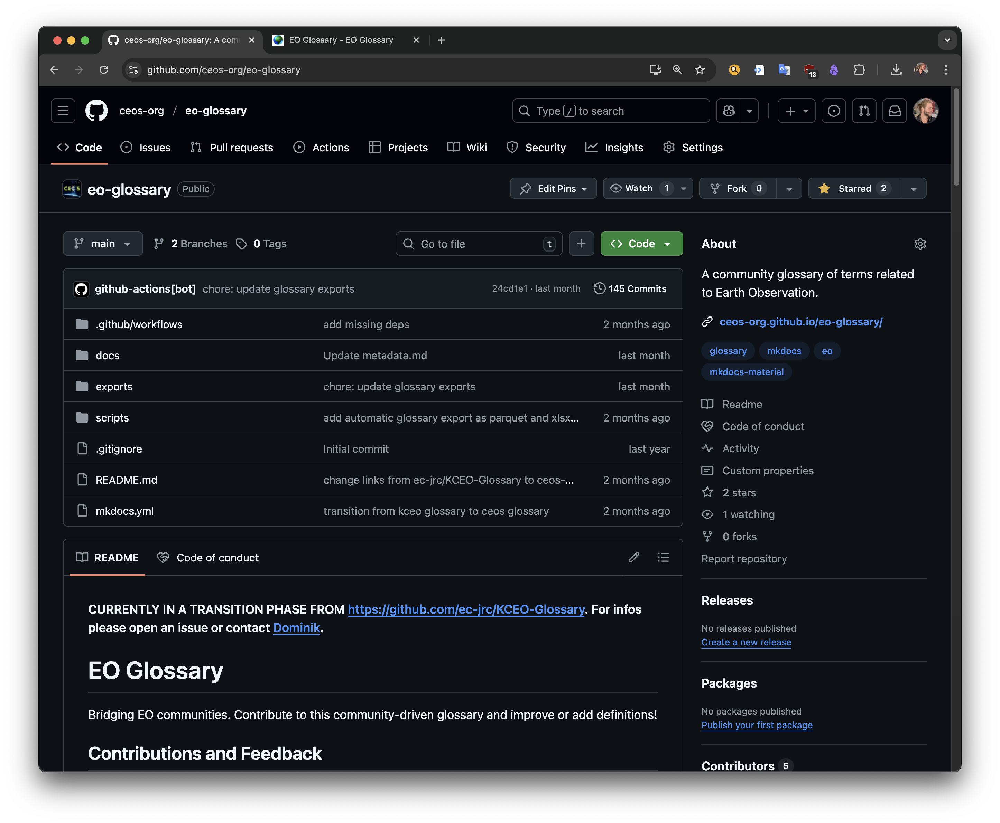 ceos-org/eo-glossary: A com
EO Glossary - EO Glossary
github.com/ceos-org/eo-glossary
13
ceos-org / eo-glossary
Type / to search
Code Issues Pull requests Actions Projects Wiki Security Insights Settings
CEOS eo-glossary Public
Edit Pins Watch 1 Fork 0 Starred 2
main 2 Branches 0 Tags Go to file t Code
github-actions[bot] chore: update glossary exports 24cd1e1 · last month 145 Commits
.github/workflows add missing deps 2 months ago
docs Update metadata.md last month
exports chore: update glossary exports last month
scripts add automatic glossary export as parquet and xlsx... 2 months ago
.gitignore Initial commit last year
README.md change links from ec-jrc/KCEO-Glossary to ceos-... 2 months ago
mkdocs.yml transition from kceo glossary to ceos glossary 2 months ago
README Code of conduct
CURRENTLY IN A TRANSITION PHASE FROM https://github.com/ec-jrc/KCEO-Glossary. For infos
please open an issue or contact Dominik.
EO Glossary
Bridging EO communities. Contribute to this community-driven glossary and improve or add definitions!
Contributions and Feedback
About
A community glossary of terms related
to Earth Observation.
ceos-org.github.io/eo-glossary/
glossary mkdocs eo
mkdocs-material
Readme
Code of conduct
Activity
Custom properties
2 stars
1 watching
0 forks
Report repository
Releases
No releases published
Create a new release
Packages
No packages published
Publish your first package
Contributors 5